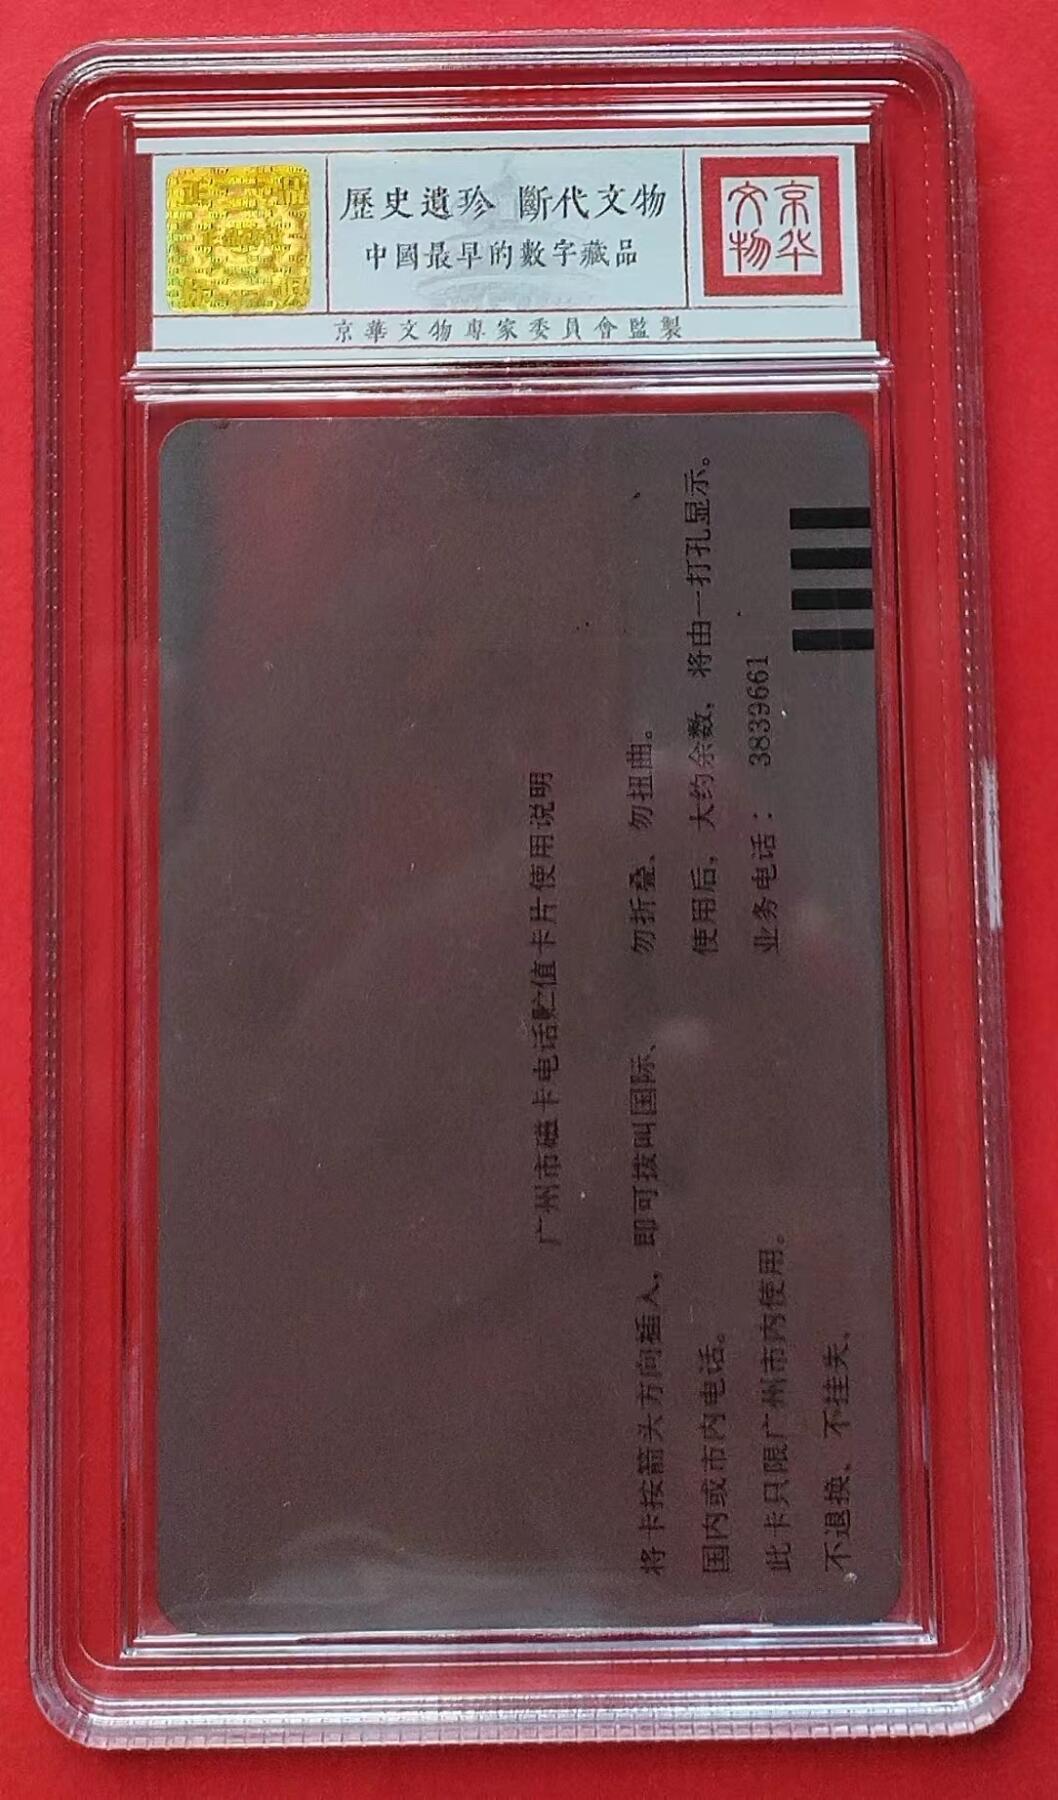 歷史遺珍 斷代文物
中國最早的數字藏品
京华
文物
京華文物專家委員會監製
广州市磁卡电话贮值卡片使用说明
将卡按箭头方向插入，即可拔叫国际、
国内或市内电话。
此卡只限广州市内使用。
不退换、不挂失、
勿折叠、勿扭曲。
使用后，大约余数，将由一打孔显示。
业务电话：3839661